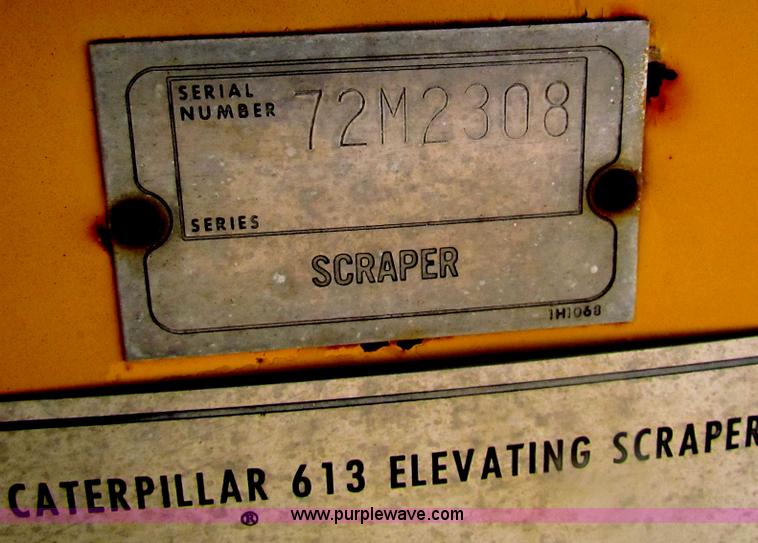 SERIAL
NUMBER 72M2308
SERIES
SCRAPER
1H1068
CATERPILLAR 613 ELEVATING SCRAPER
®
www.purplewave.com